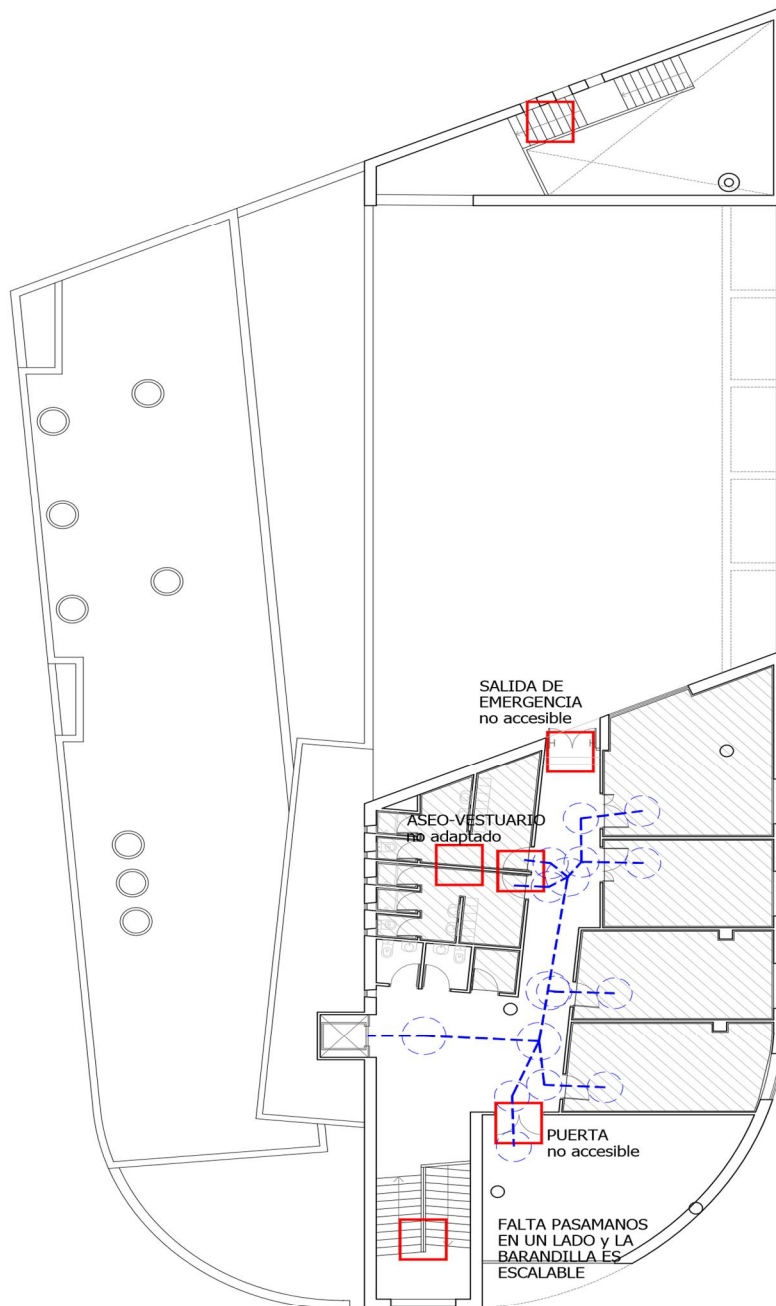 SALIDA DE
EMERGENCIA
no accesible
ASEO-VESTUARIO
no adaptado
PUERTA
no accesible
FALTA PASAMANOS
EN UN LADO y LA
BARANDILLA ES
ESCALABLE